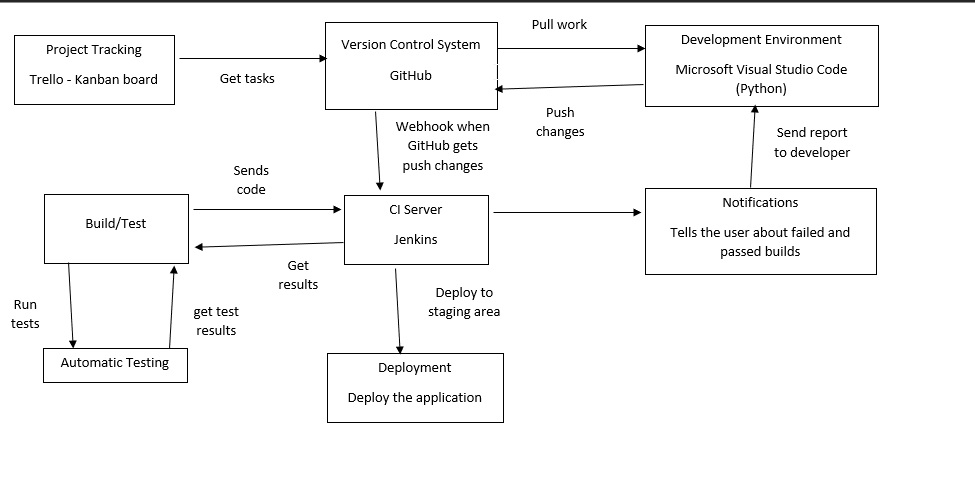 Project Tracking
Trello - Kanban board
Get tasks
Version Control System
GitHub
Pull work
Push
changes
Development Environment
Microsoft Visual Studio Code
(Python)
Webhook when
GitHub gets
push changes
Send report
to developer
Sends
code
Build/Test
CI Server
Jenkins
Notifications
Tells the user about failed and
passed builds
Get
results
Run
tests
get test
results
Deploy to
staging area
Automatic Testing
Deployment
Deploy the application